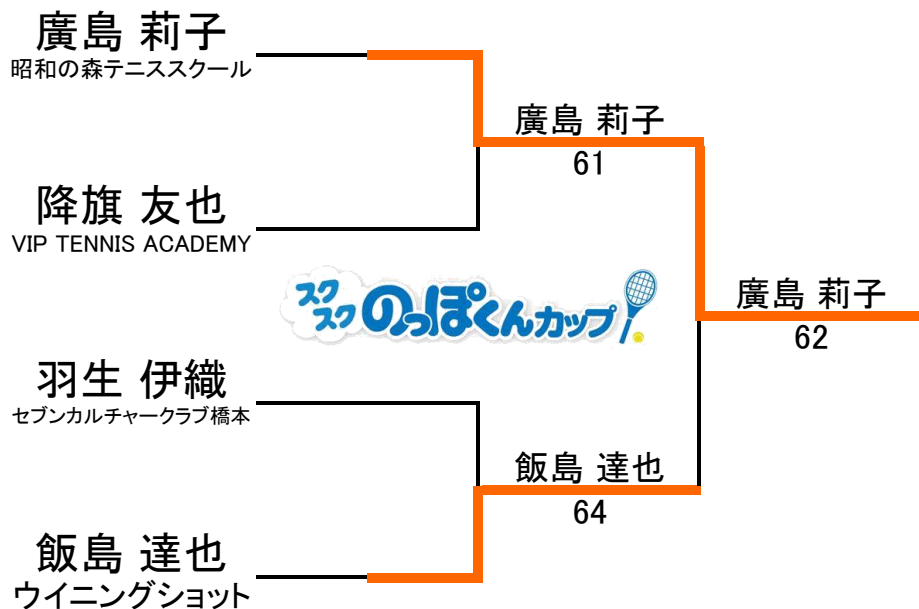 廣島 莉子
昭和の森テニススクール
廣島 莉子
61
降旗 友也
VIP TENNIS ACADEMY
スク
スク
のっぽくんカップ
廣島 莉子
62
羽生 伊織
セブンカルチャークラブ橋本
飯島 達也
64
飯島 達也
ウイニングショット